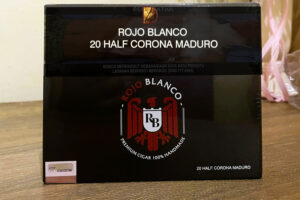 ROJO BLANCO
20 HALF CORONA MADURO
ROJO BLANCO
RB
PREMIUM CIGAR 100% HANDMADE
20 HALF CORONA MADURO